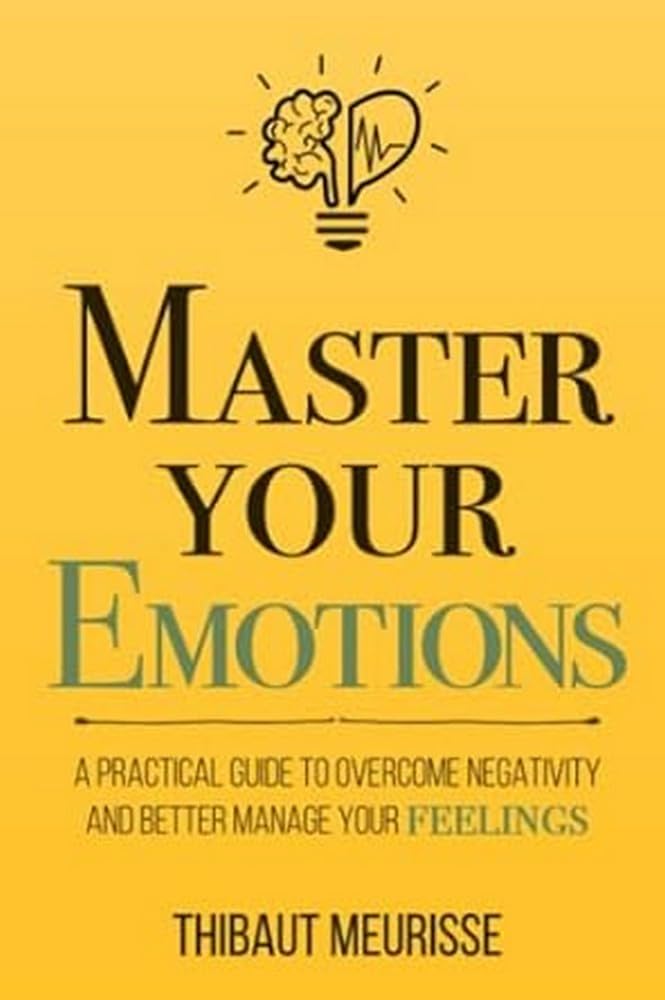 MASTER
YOUR
EMOTIONS
A PRACTICAL GUIDE TO OVERCOME NEGATIVITY
AND BETTER MANAGE YOUR FEELINGS
THIBAUT MEURISSE